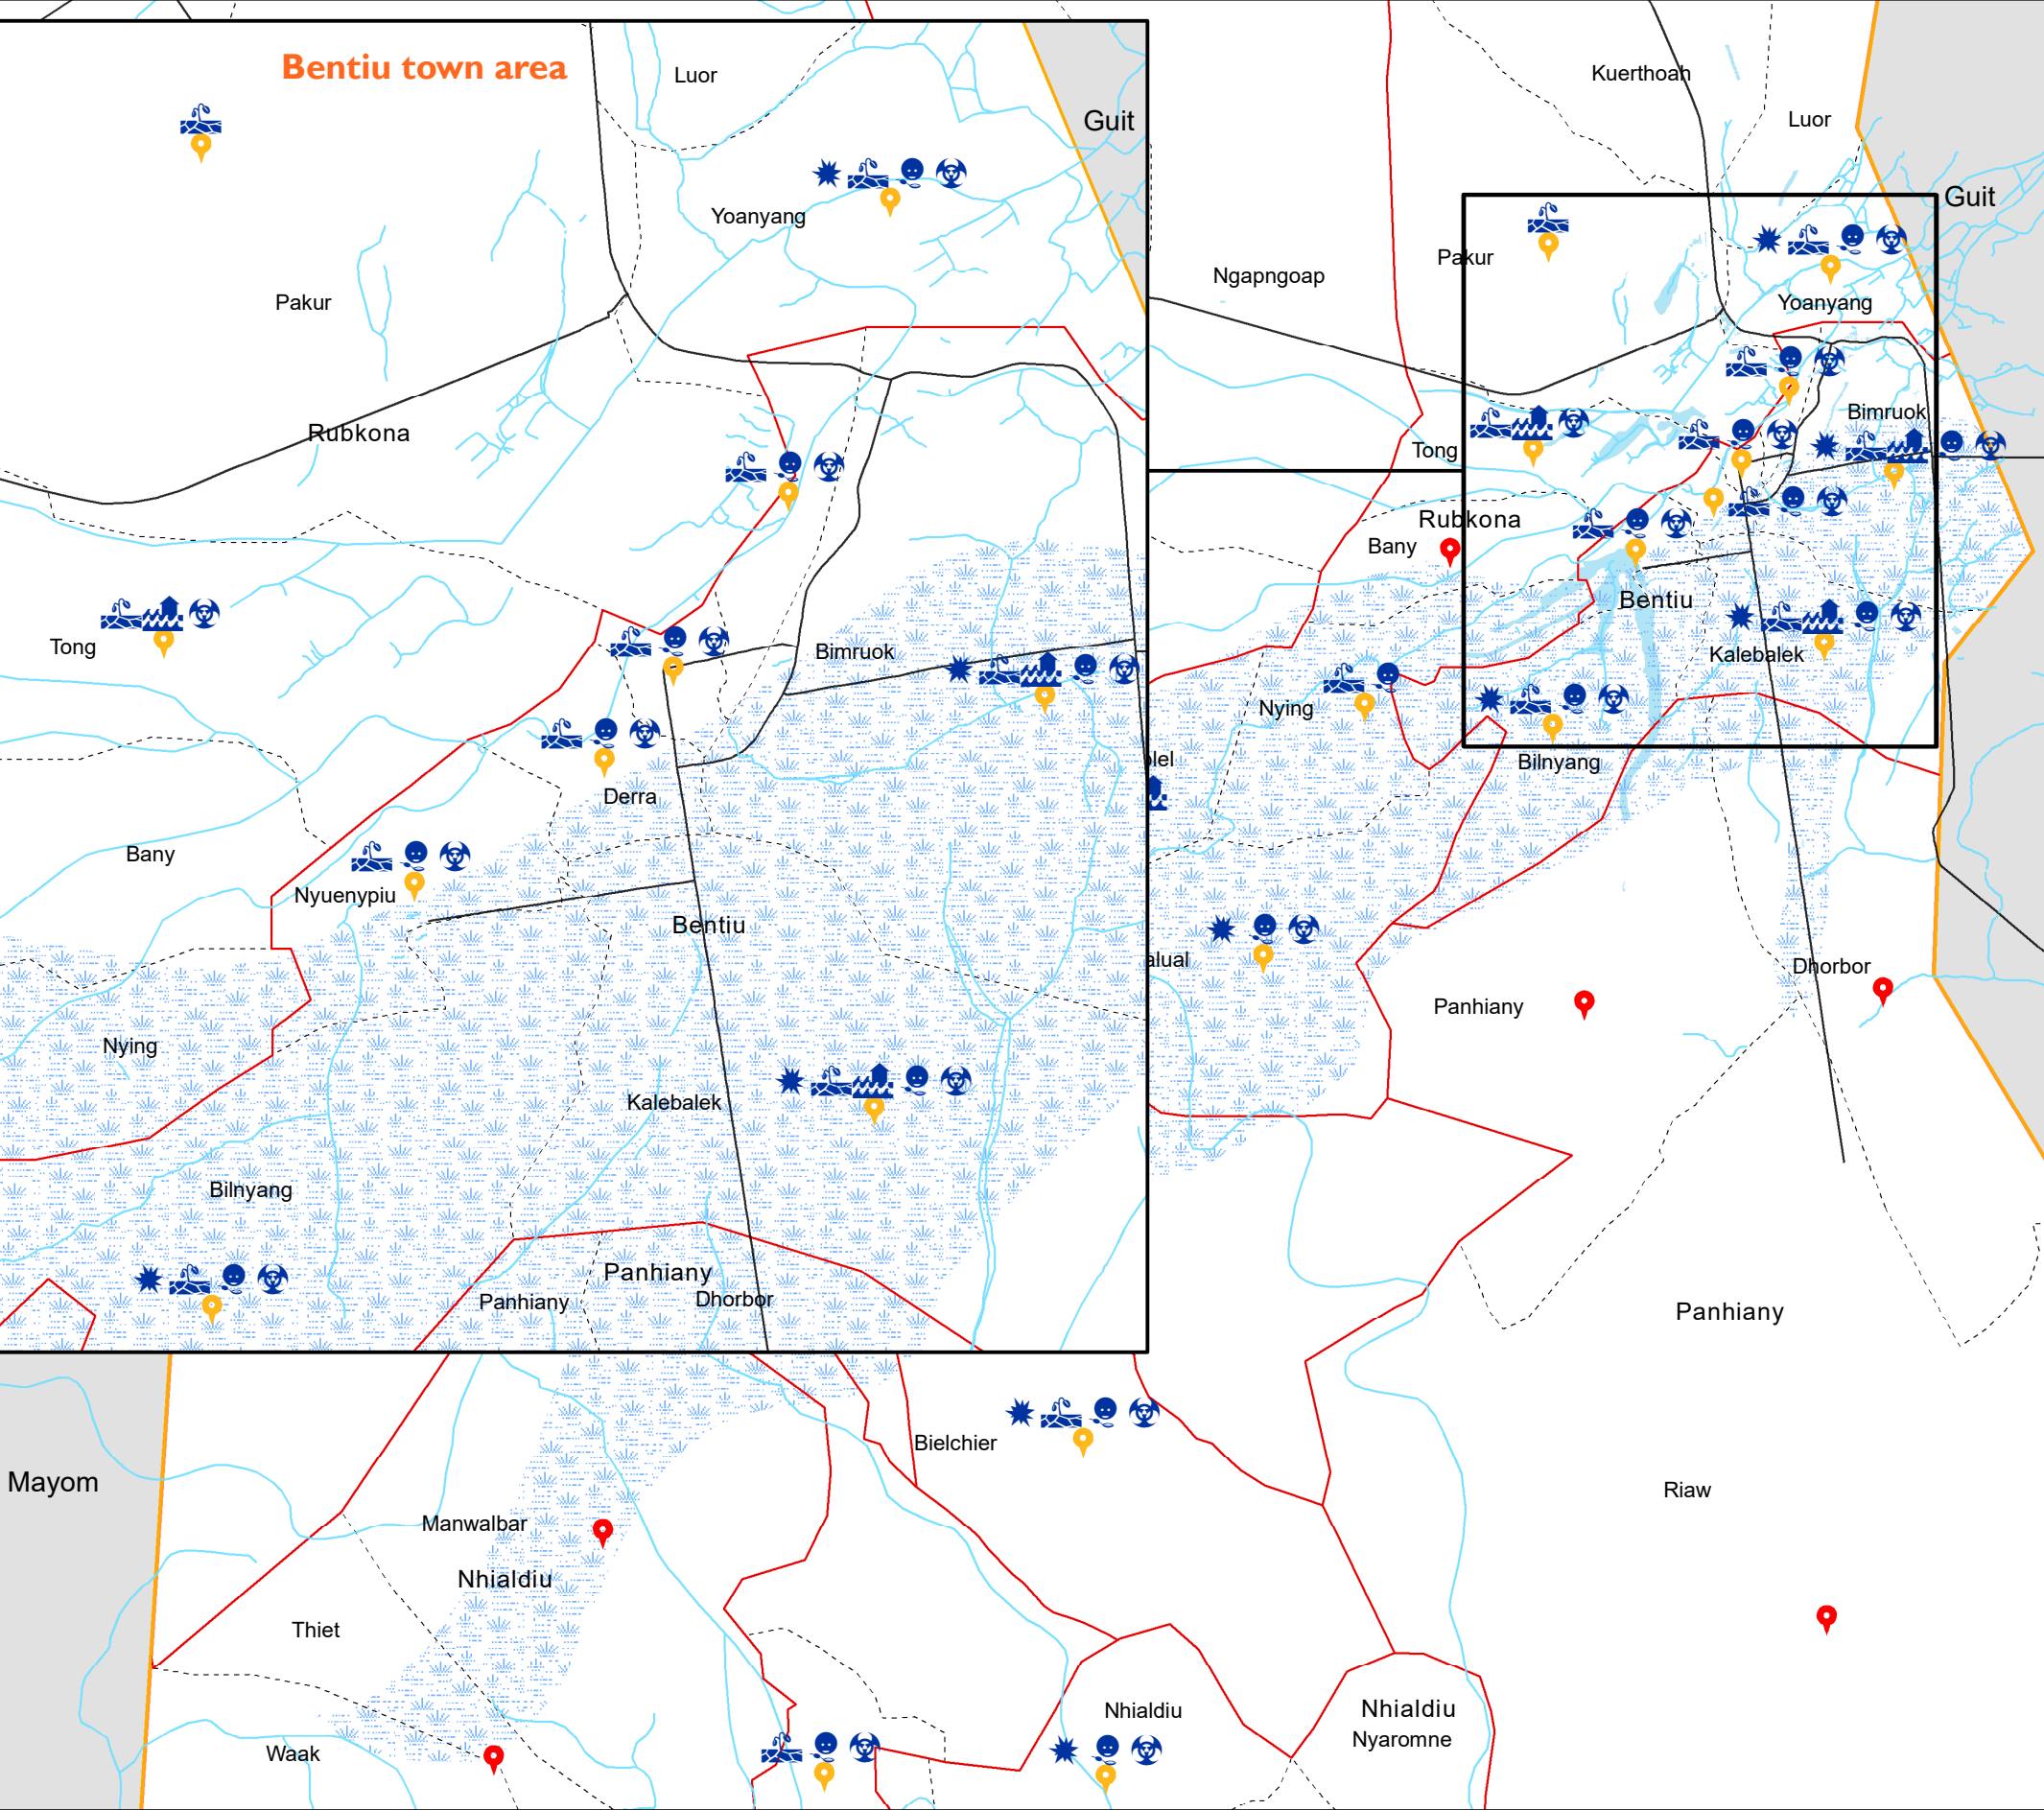 Bentiu town area
Luor
Guit
Yoanyang
Pakur
Rubkona
Tong
Bimruok
Derra
Bany
Nyuenypiu
Bentiu
Nying
Kalebalek
Bilnyang
Panhiany
Panhiany
Dhorbor
Kuerthoah
Luor
Guit
Pakur
Ngapngoap
Yoanyang
Bimruok
Tong
Rubkona
Bany
Bentiu
Kalebalek
Nying
Bilnyang
Dhorbor
Panhiany
Panhiany
Bielchier
Mayom
Riaw
Manwalbar
Nhialdiu
Thiet
Nhialdiu
Nhialdiu
Nyaromne
Waak